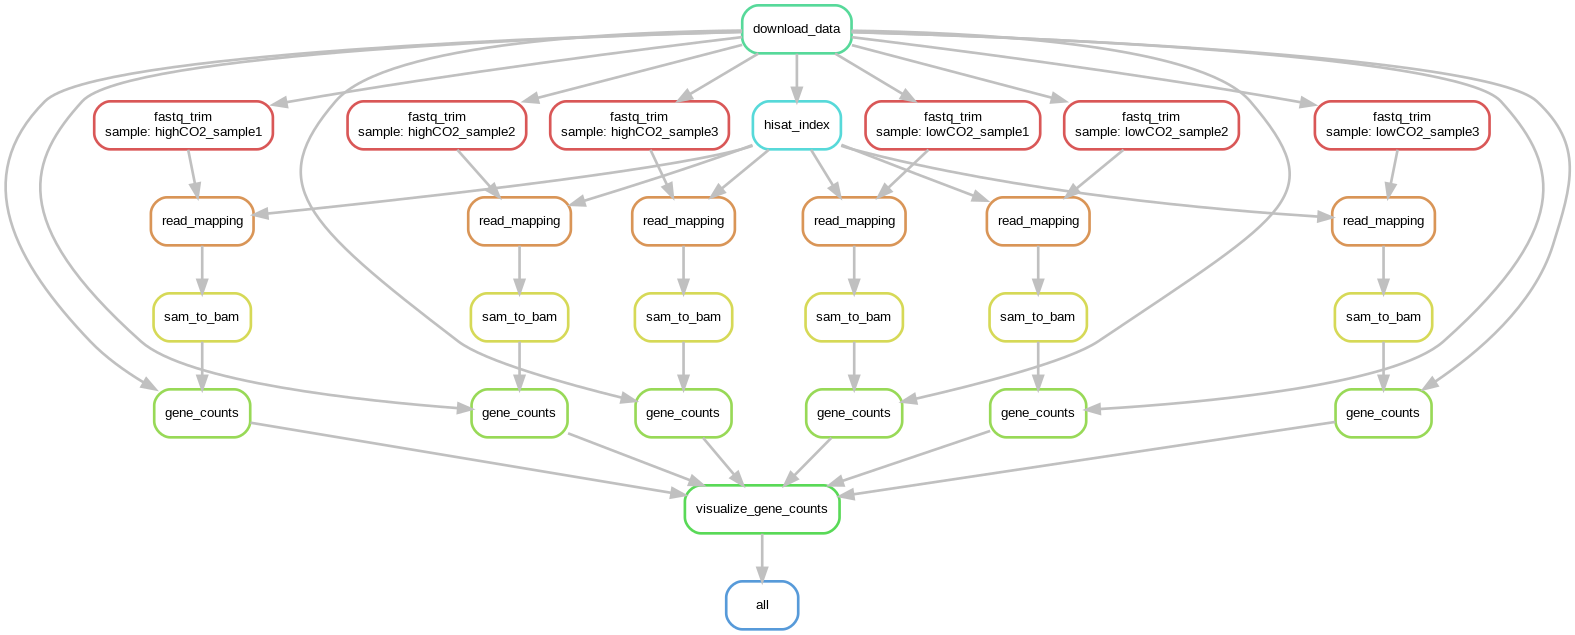 download_data
fastq_trim
sample: highCO2_sample1
fastq_trim
sample: highCO2_sample2
fastq_trim
sample: highCO2_sample3
hisat_index
fastq_trim
sample: lowCO2_sample1
fastq_trim
sample: lowCO2_sample2
fastq_trim
sample: lowCO2_sample3
read_mapping
read_mapping
read_mapping
read_mapping
read_mapping
read_mapping
sam_to_bam
sam_to_bam
sam_to_bam
sam_to_bam
sam_to_bam
sam_to_bam
gene_counts
gene_counts
gene_counts
gene_counts
gene_counts
gene_counts
visualize_gene_counts
all